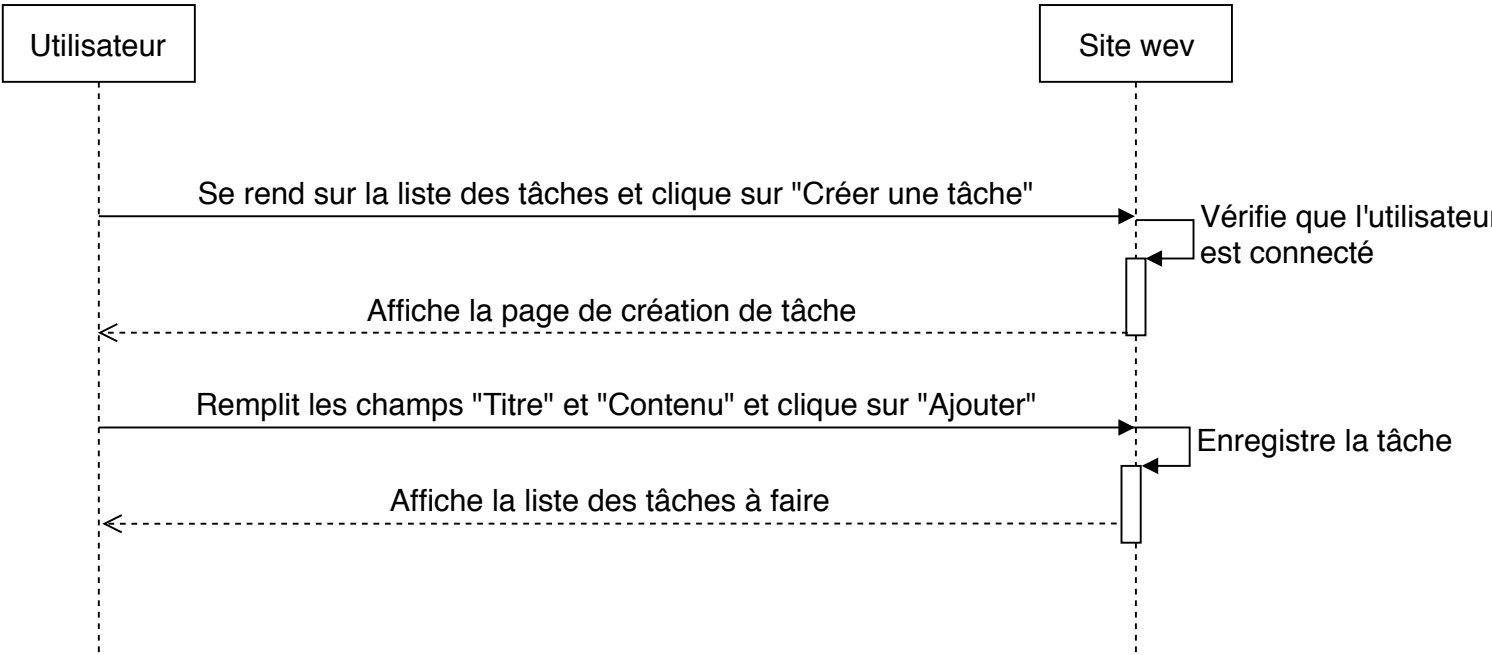 Utilisateur
Site wev
Se rend sur la liste des tâches et clique sur "Créer une tâche"
Vérifie que l'utilisateur
est connecté
Affiche la page de création de tâche
Remplit les champs "Titre" et "Contenu" et clique sur "Ajouter"
Enregistre la tâche
Affiche la liste des tâches à faire